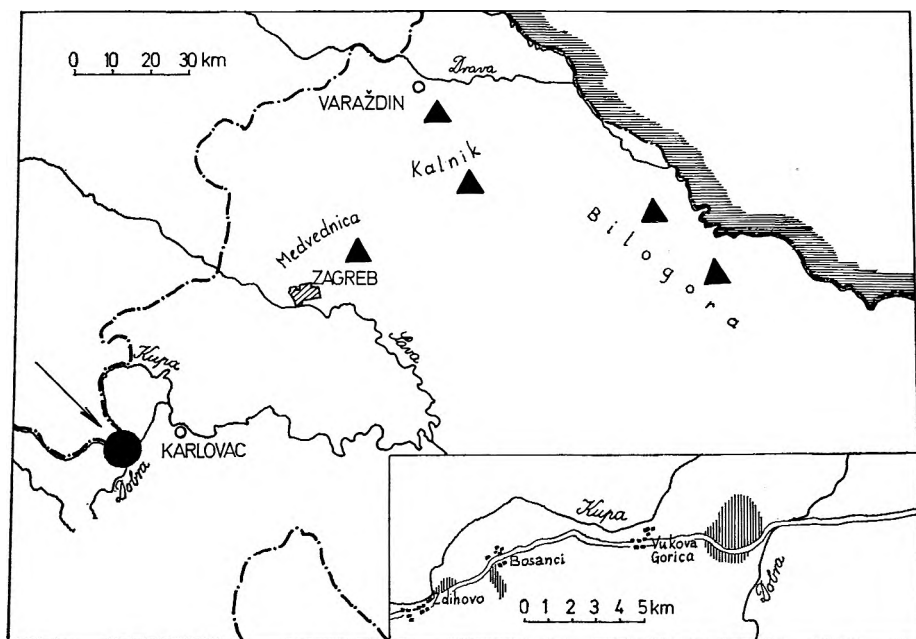 0 10 20 30 km
Drava
VARAŽDIN
Kalnik
Bilogora
Medvednica
ZAGREB
Sava
Kupa
KARLOVAC
Dobra
Kupa
Vukova
Gorica
Bosanci
Zdihovo
Dobra
0 1 2 3 4 5 km